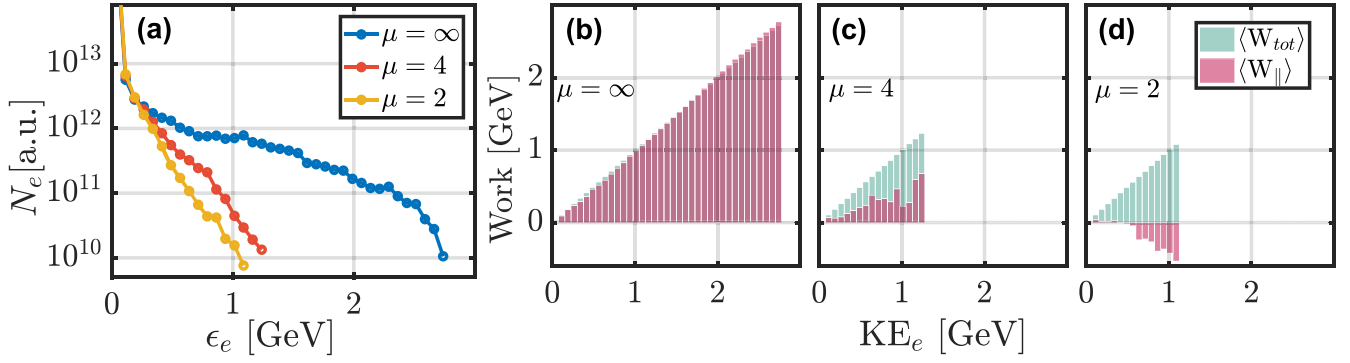 (a)
μ = ∞
μ = 4
μ = 2
N_e[a.u.]
10^13
10^12
10^11
10^10
0 1 2
ϵ_e [GeV]
(b)
μ = ∞
Work [GeV]
2
1
0
0 1 2
(c)
μ = 4
0 1 2
KE_e [GeV]
(d)
⟨W_tot⟩
⟨W_∥⟩
μ = 2
0 1 2